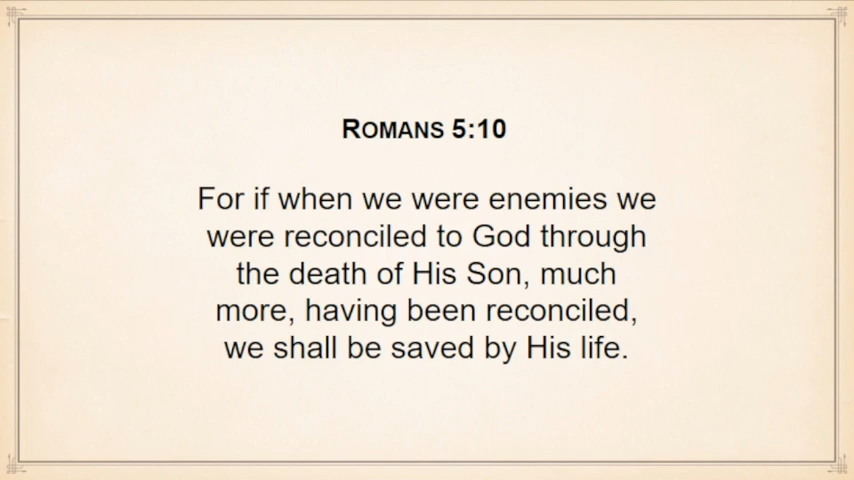 ROMANS 5:10
For if when we were enemies we
were reconciled to God through
the death of His Son, much
more, having been reconciled,
we shall be saved by His life.